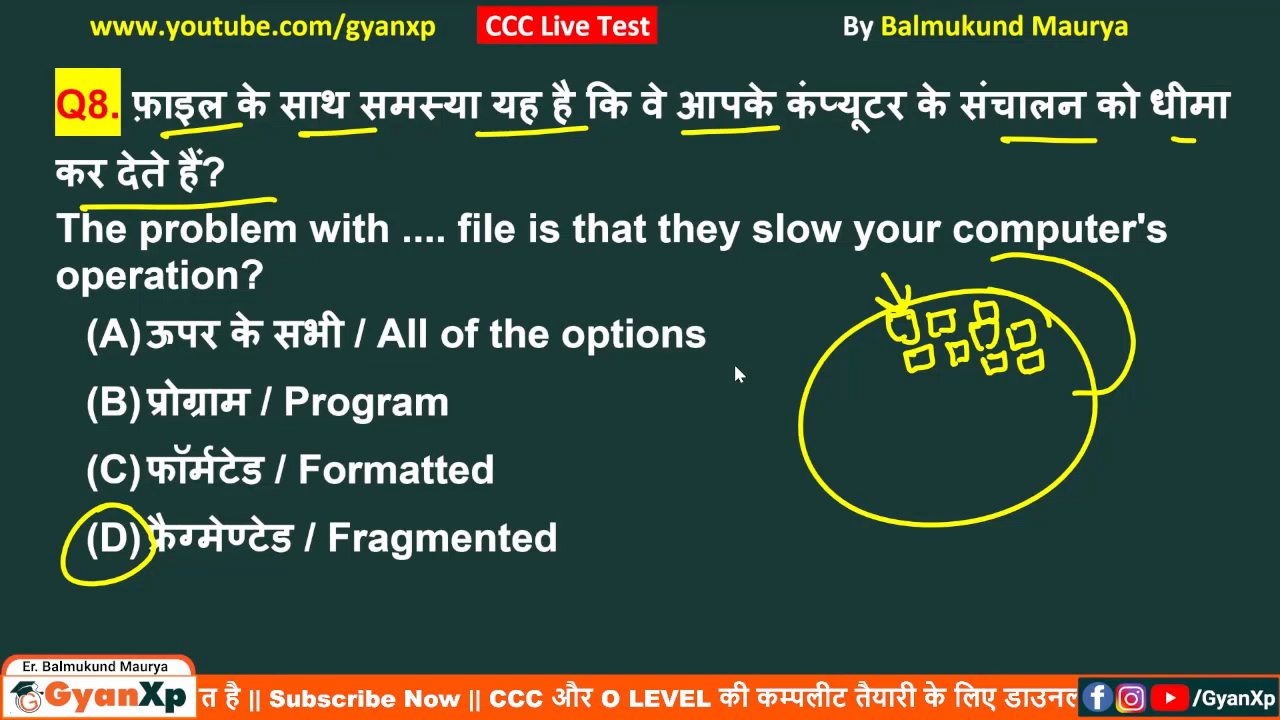 www.youtube.com/gyanxp CCC Live Test By Balmukund Maurya
Q8. फ़ाइल के साथ समस्या यह है कि वे आपके कंप्यूटर के संचालन को धीमा
कर देते हैं?
The problem with .... file is that they slow your computer's
operation?
(A) ऊपर के सभी / All of the options
(B) प्रोग्राम / Program
(C) फॉर्मटेड / Formatted
(D) फ्रैग्मेण्टेड / Fragmented
Er. Balmukund Maurya
GyanXp त है || Subscribe Now || CCC और O LEVEL की कम्पलीट तैयारी के लिए डाउनल /GyanXp